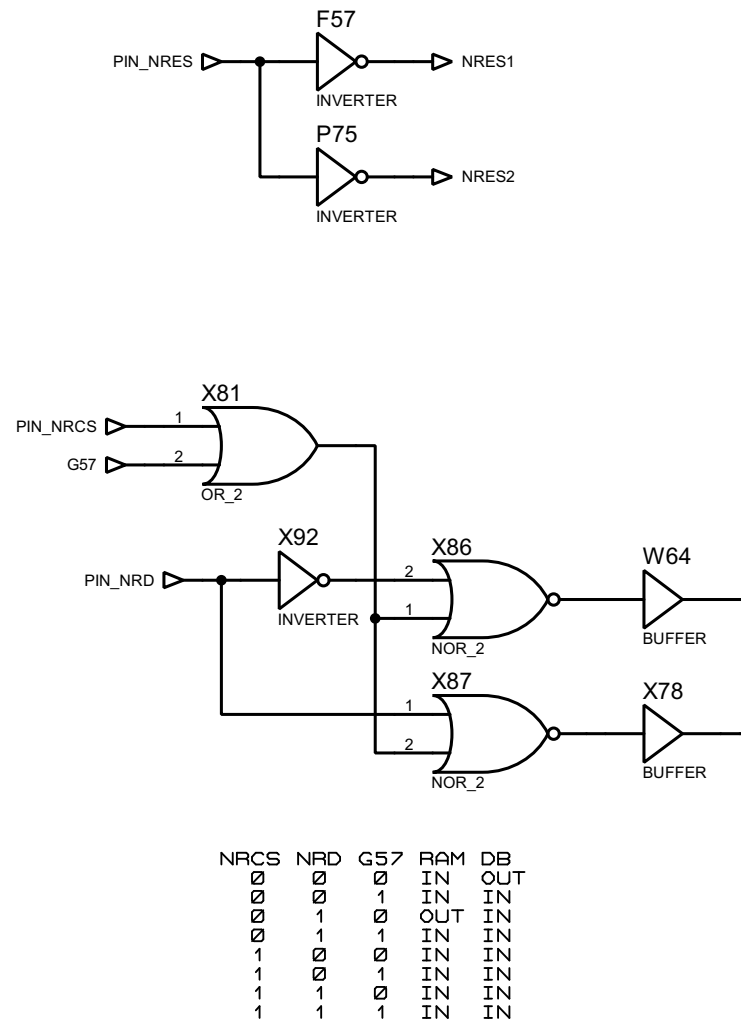 F57
PIN_NRES
NRES1
INVERTER
P75
NRES2
INVERTER
X81
PIN_NRCS 1
G57 2
OR_2
X92
PIN_NRD
INVERTER
X86
2
1
NOR_2
W64
BUFFER
X87
1
2
NOR_2
X78
BUFFER
NRCS NRD G57 RAM DB
0 0 0 IN OUT
0 0 1 IN IN
0 1 0 OUT IN
0 1 1 IN IN
1 0 0 IN IN
1 0 1 IN IN
1 1 0 IN IN
1 1 1 IN IN